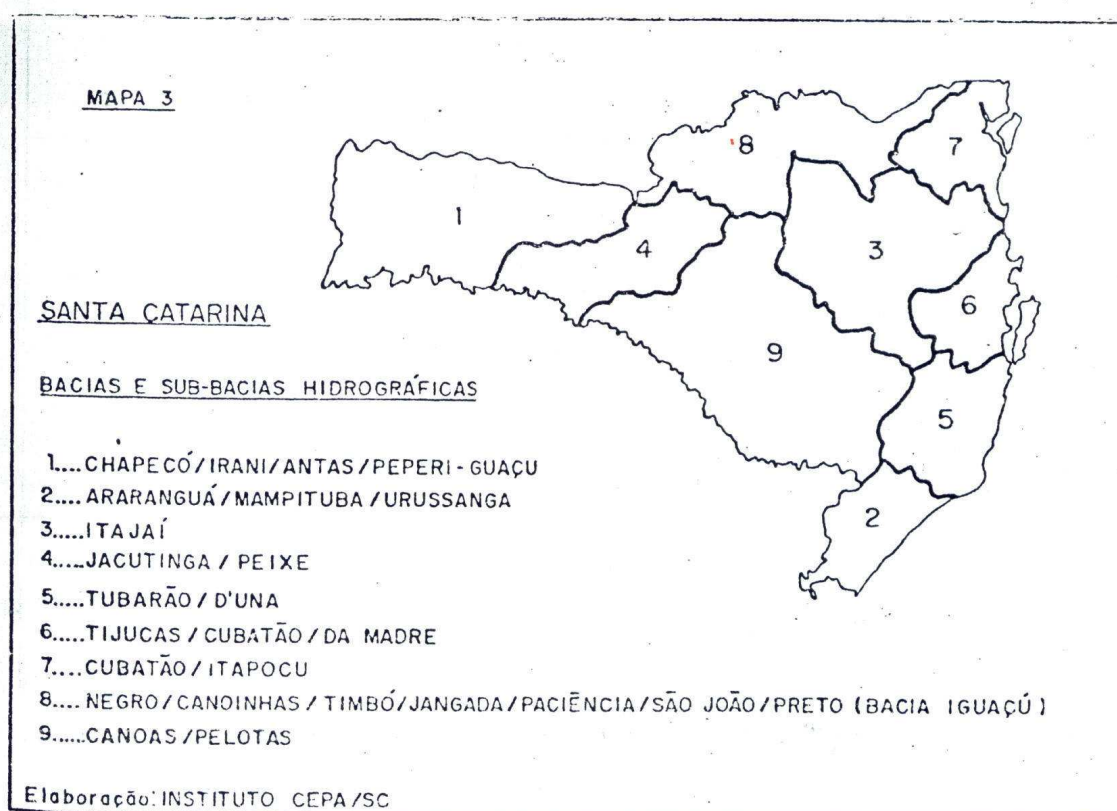 MAPA 3
8
7
1
4
3
6
9
5
2
SANTA CATARINA
BACIAS E SUB-BACIAS HIDROGRÁFICAS
1....CHAPECÓ/IRANI/ANTAS/PEPERI-GUAÇU
2....ARARANGUÁ/MAMPITUBA/URUSSANGA
3.....ITAJAÍ
4.....JACUTINGA / PEIXE
5.....TUBARÃO / D'UNA
6.....TIJUCAS / CUBATÃO / DA MADRE
7....CUBATÃO / ITAPOCU
8.... NEGRO/CANOINHAS / TIMBÓ/JANGADA/PACIÊNCIA/SÃO JOÃO/PRETO (BACIA IGUAÇÚ)
9.....CANOAS /PELOTAS
Elaboração: INSTITUTO CEPA/SC